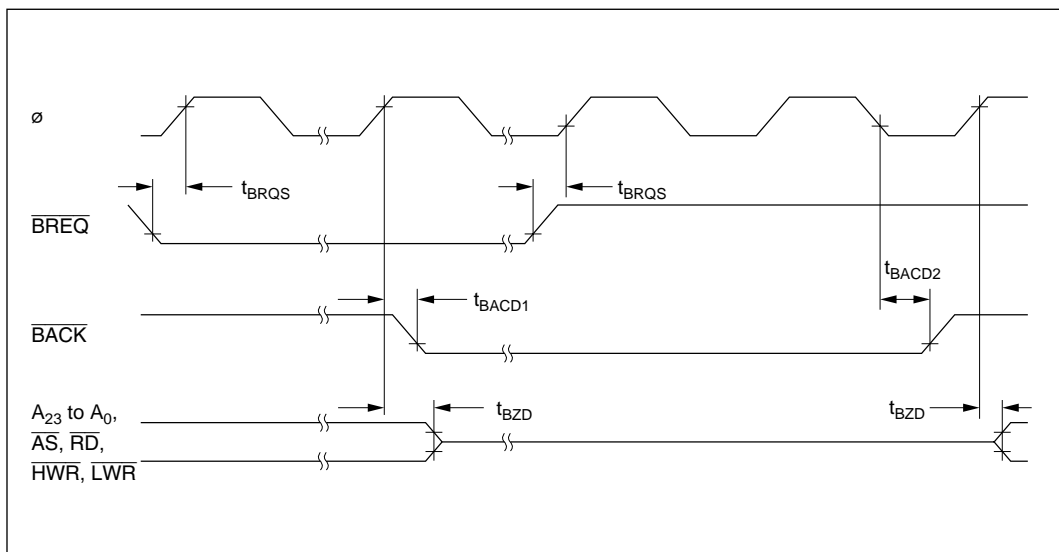 ø
tBRQS tBRQS
BREQ
tBACD2
tBACD1
BACK
A23 to A0,
tBZD tBZD
AS, RD,
HWR, LWR